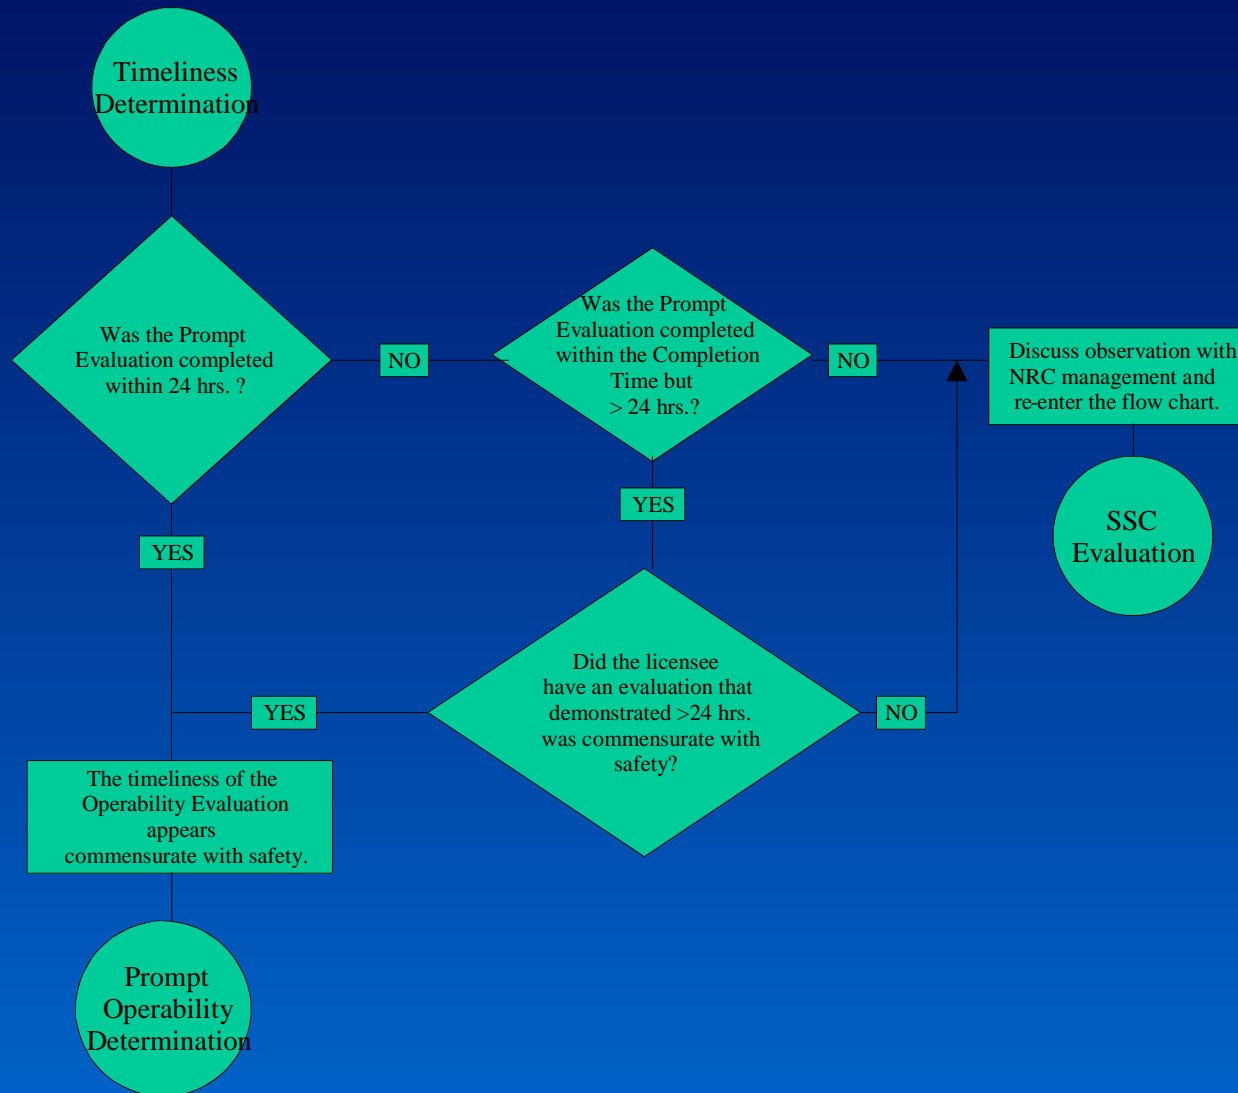 Timeliness
Determination
Was the Prompt
Evaluation completed
within 24 hrs. ?
NO
Was the Prompt
Evaluation completed
within the Completion
Time but
> 24 hrs.?
NO
Discuss observation with
NRC management and
re-enter the flow chart.
YES
YES
SSC
Evaluation
Did the licensee
have an evaluation that
demonstrated >24 hrs.
was commensurate with
safety?
YES
NO
The timeliness of the
Operability Evaluation
appears
commensurate with safety.
Prompt
Operability
Determination